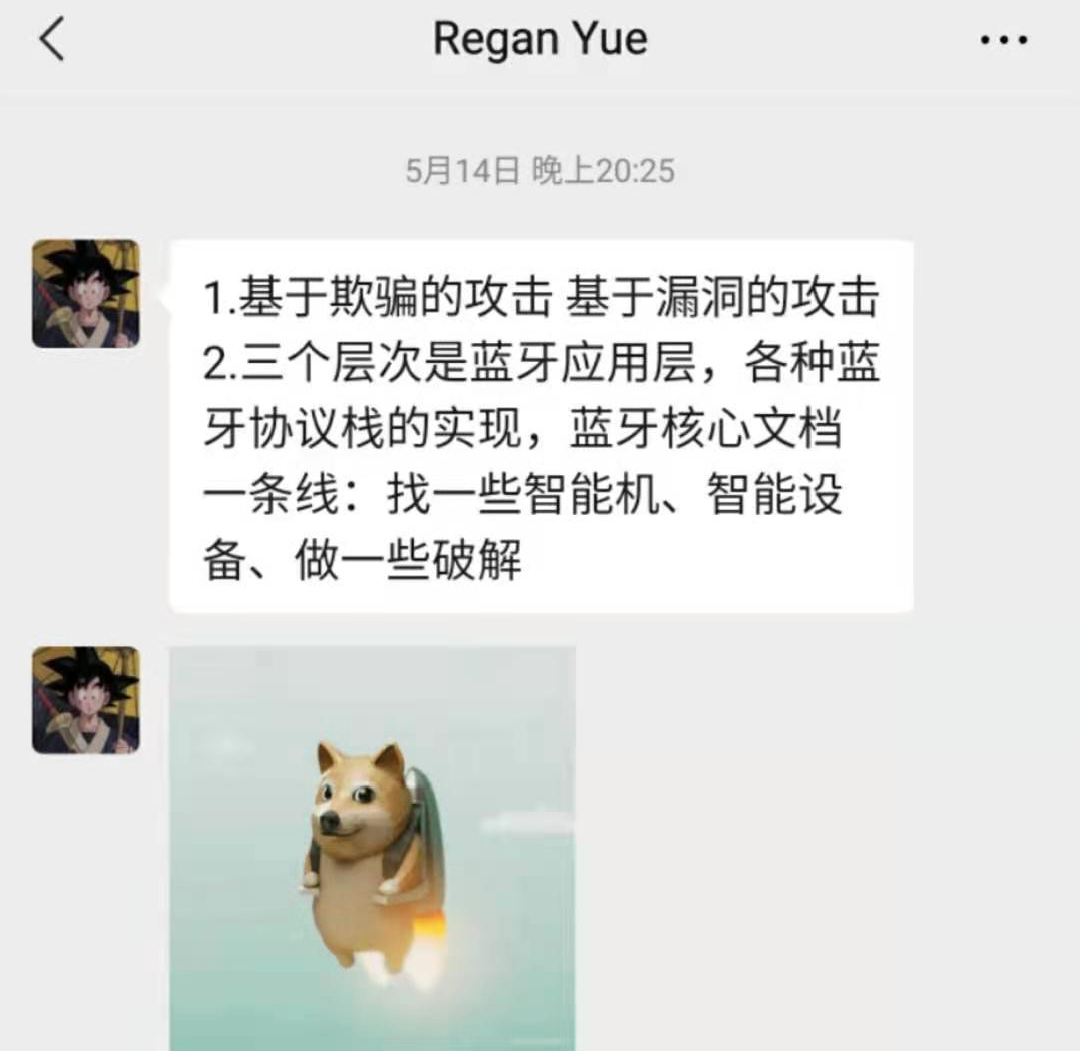 Regan Yue
5月14日 晚上20:25
1.基于欺骗的攻击 基于漏洞的攻击
2.三个层次是蓝牙应用层，各种蓝
牙协议栈的实现，蓝牙核心文档
一条线：找一些智能机、智能设
备、做一些破解